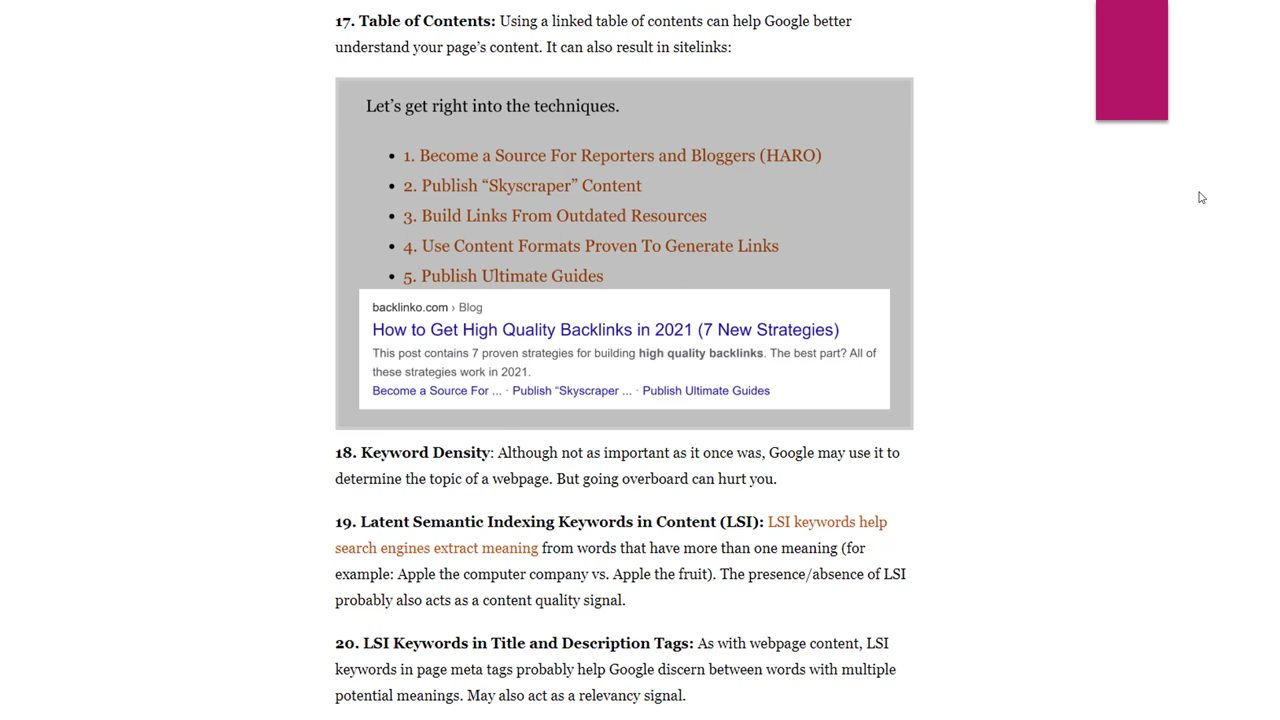 17. Table of Contents: Using a linked table of contents can help Google better
understand your page’s content. It can also result in sitelinks:
Let’s get right into the techniques.
• 1. Become a Source For Reporters and Bloggers (HARO)
• 2. Publish “Skyscraper” Content
• 3. Build Links From Outdated Resources
• 4. Use Content Formats Proven To Generate Links
• 5. Publish Ultimate Guides
backlinko.com › Blog
How to Get High Quality Backlinks in 2021 (7 New Strategies)
This post contains 7 proven strategies for building high quality backlinks. The best part? All of
these strategies work in 2021.
Become a Source For ... · Publish “Skyscraper ... · Publish Ultimate Guides
18. Keyword Density: Although not as important as it once was, Google may use it to
determine the topic of a webpage. But going overboard can hurt you.
19. Latent Semantic Indexing Keywords in Content (LSI): LSI keywords help
search engines extract meaning from words that have more than one meaning (for
example: Apple the computer company vs. Apple the fruit). The presence/absence of LSI
probably also acts as a content quality signal.
20. LSI Keywords in Title and Description Tags: As with webpage content, LSI
keywords in page meta tags probably help Google discern between words with multiple
potential meanings. May also act as a relevancy signal.